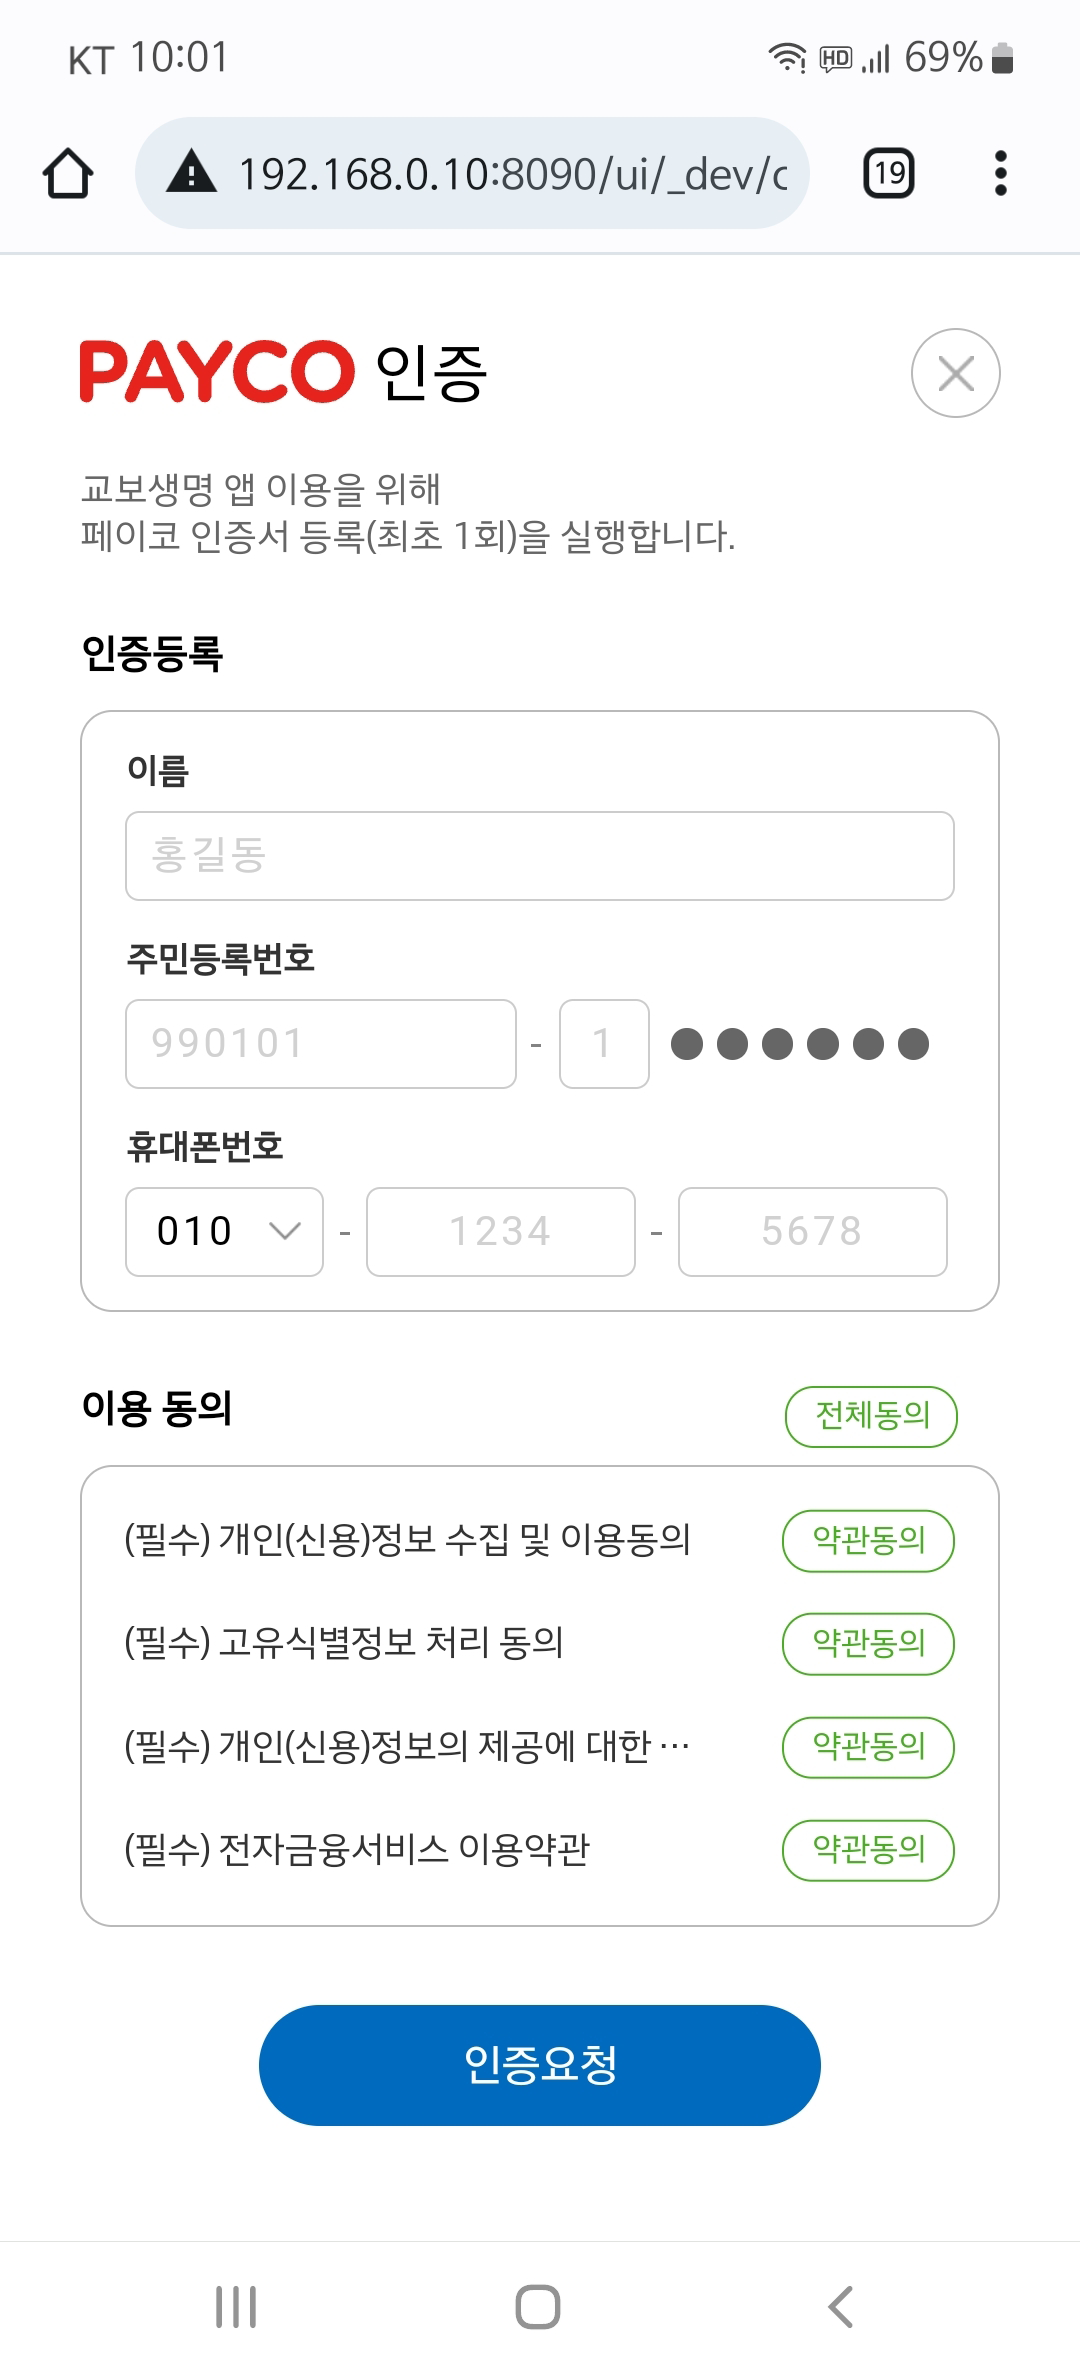 KT 10:01 HD 69%
192.168.0.10:8090/ui/_dev/c 19
PAYCO 인증
교보생명 앱 이용을 위해
페이코 인증서 등록(최초 1회)을 실행합니다.
인증등록
이름
홍길동
주민등록번호
990101 - 1 ●●●●●●
휴대폰번호
010 - 1234 - 5678
이용 동의 전체동의
(필수) 개인(신용)정보 수집 및 이용동의 약관동의
(필수) 고유식별정보 처리 동의 약관동의
(필수) 개인(신용)정보의 제공에 대한 … 약관동의
(필수) 전자금융서비스 이용약관 약관동의
인증요청